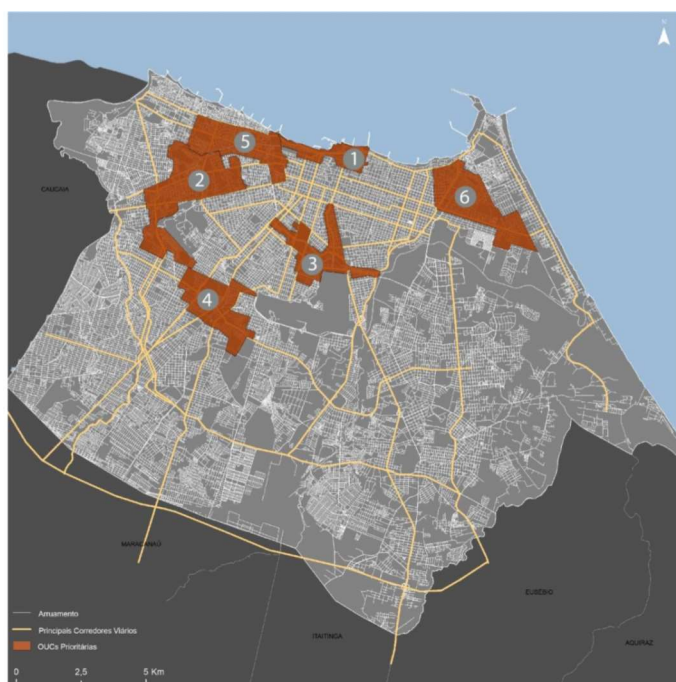 N
CAUCAIA
5
1
2
6
3
4
MARACANAÚ
EUSÉBIO
ITAITINGA
AQUIRAZ
Arruamento
Principais Corredores Viários
OUCs Prioritárias
0 2,5 5 Km